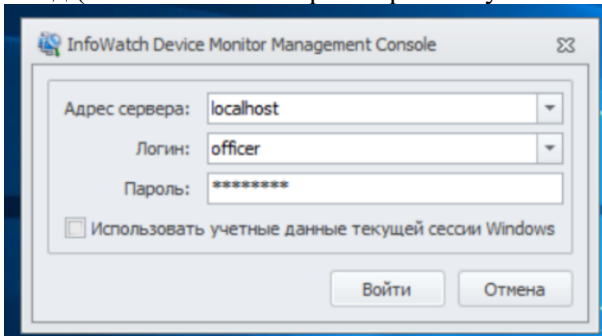 InfoWatch Device Monitor Management Console
Адрес сервера: localhost
Логин: officer
Пароль: ********
Использовать учетные данные текущей сессии Windows
Войти Отмена